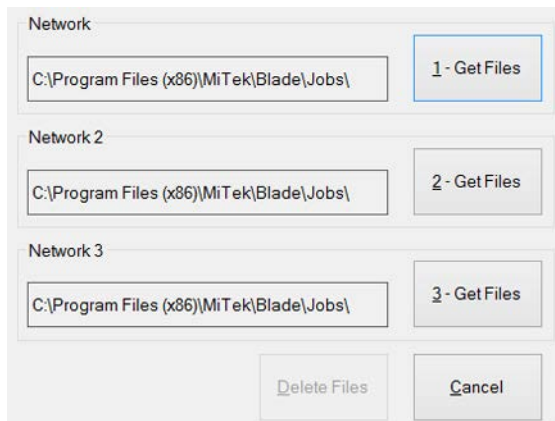 Network
C:\Program Files (x86)\MiTek\Blade\Jobs\
1 - Get Files
Network 2
C:\Program Files (x86)\MiTek\Blade\Jobs\
2 - Get Files
Network 3
C:\Program Files (x86)\MiTek\Blade\Jobs\
3 - Get Files
Delete Files
Cancel